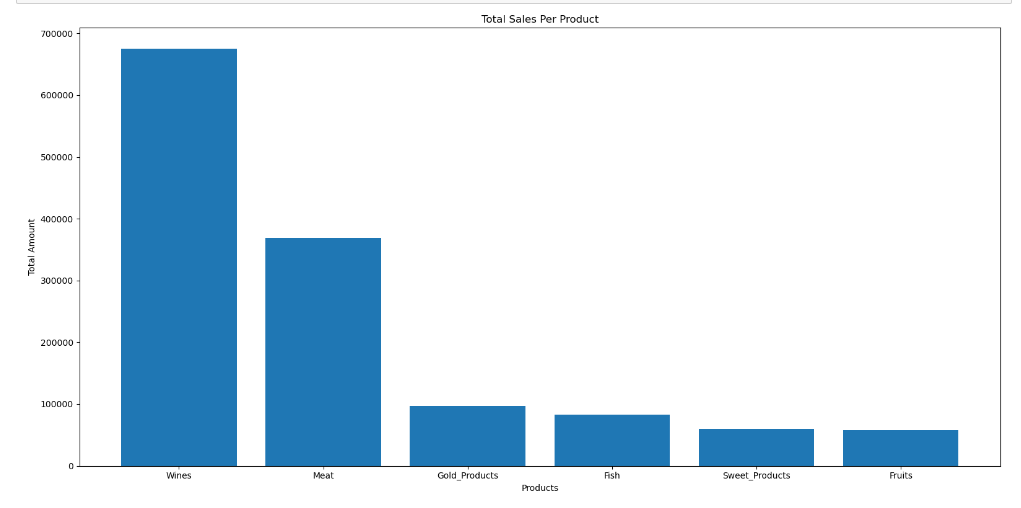 Total Sales Per Product
700000
600000
500000
400000
300000
200000
100000
0
Total Amount
Wines Meat Gold_Products Fish Sweet_Products Fruits
Products